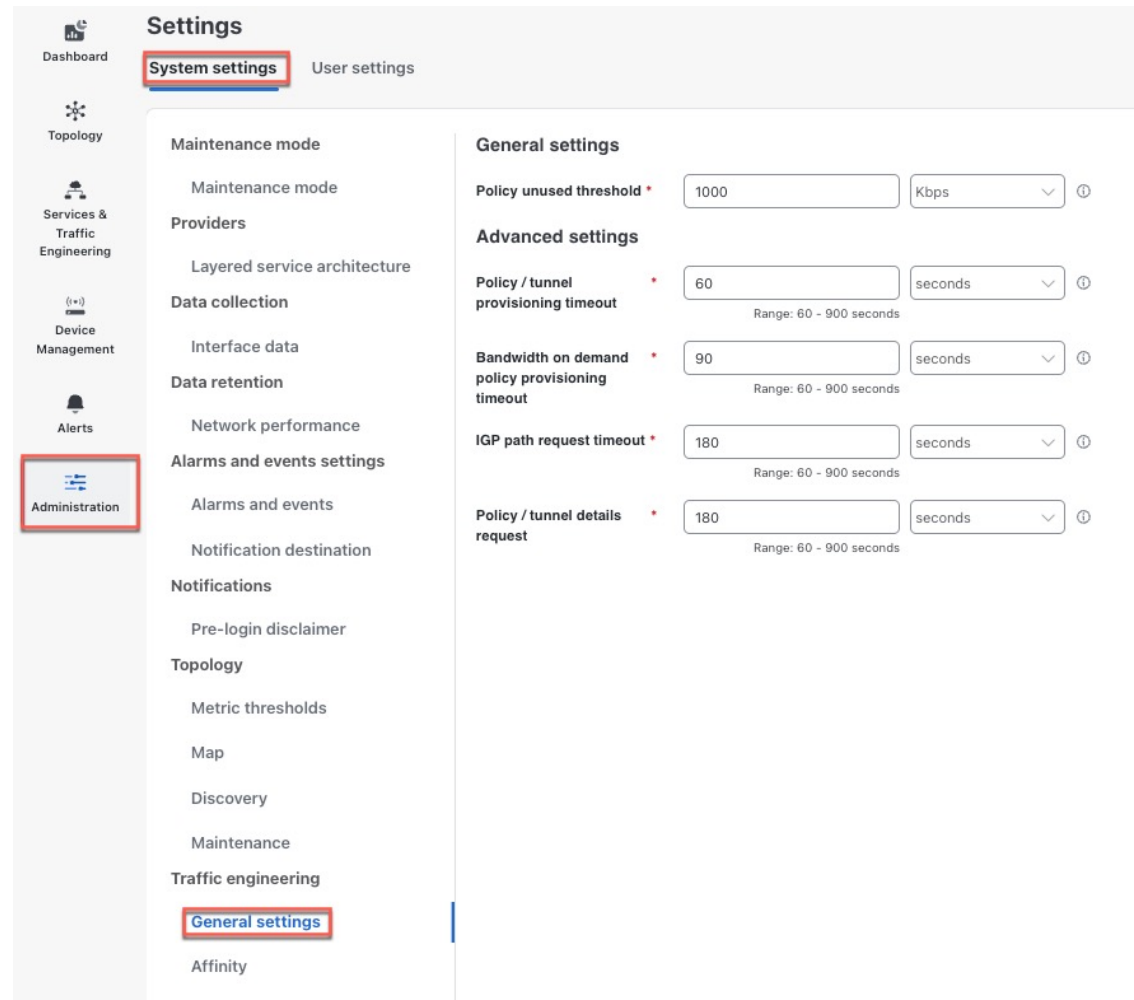 Settings
System settings
User settings
Dashboard
Topology
Services &
Traffic
Engineering
Device
Management
Alerts
Administration
Maintenance mode
Maintenance mode
Providers
Layered service architecture
Data collection
Interface data
Data retention
Network performance
Alarms and events settings
Alarms and events
Notification destination
Notifications
Pre-login disclaimer
Topology
Metric thresholds
Map
Discovery
Maintenance
Traffic engineering
General settings
Affinity
General settings
Policy unused threshold * 1000 Kbps
Advanced settings
Policy / tunnel * 60 seconds
provisioning timeout
Range: 60 - 900 seconds
Bandwidth on demand * 90 seconds
policy provisioning
timeout
Range: 60 - 900 seconds
IGP path request timeout * 180 seconds
Range: 60 - 900 seconds
Policy / tunnel details * 180 seconds
request
Range: 60 - 900 seconds